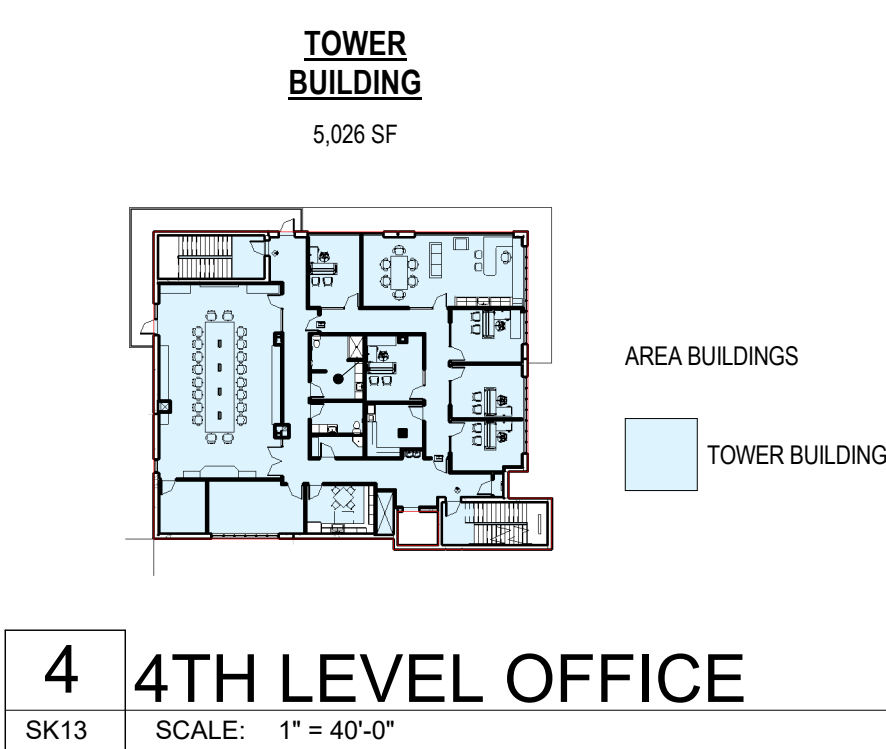 TOWER
BUILDING
5,026 SF
AREA BUILDINGS
TOWER BUILDING
4
4TH LEVEL OFFICE
SK13
SCALE: 1" = 40'-0"